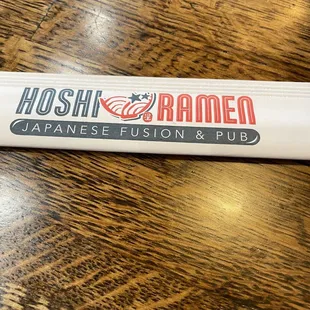 HOSHI RAMEN
JAPANESE FUSION & PUB